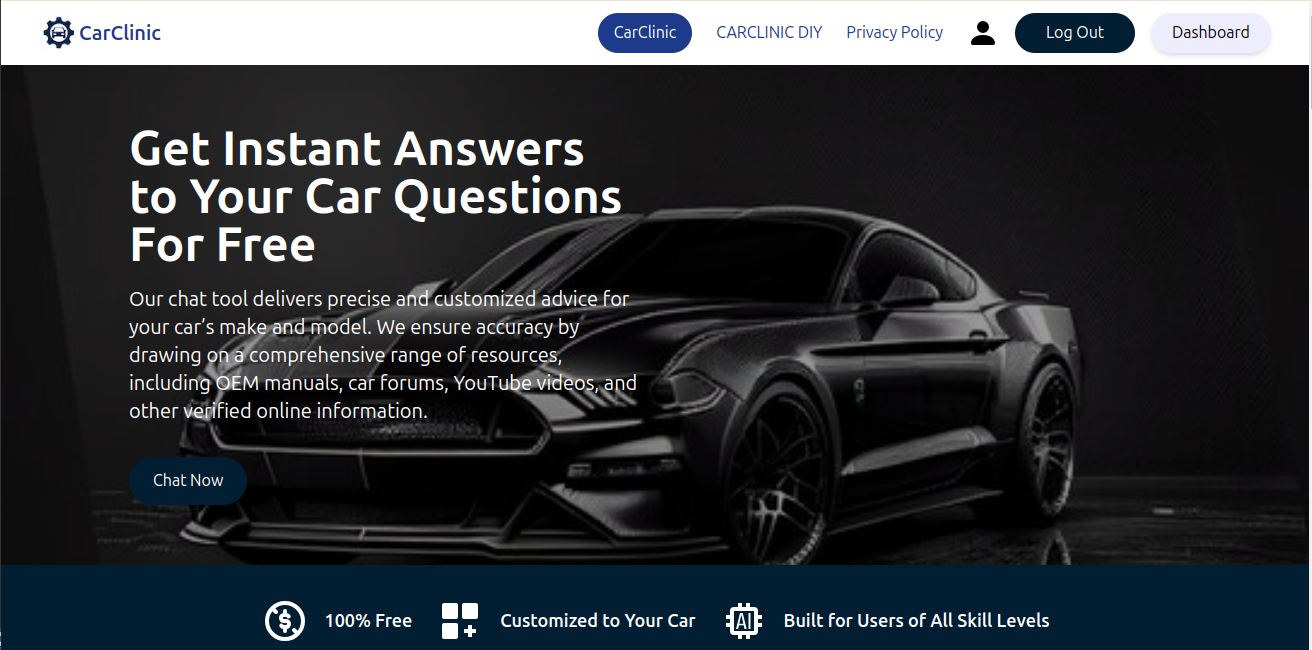 CarClinic
CarClinic
CARCLINIC DIY
Privacy Policy
Log Out
Dashboard
Get Instant Answers
to Your Car Questions
For Free
Our chat tool delivers precise and customized advice for
your car’s make and model. We ensure accuracy by
drawing on a comprehensive range of resources,
including OEM manuals, car forums, YouTube videos, and
other verified online information.
Chat Now
$
100% Free
Customized to Your Car
AI
Built for Users of All Skill Levels